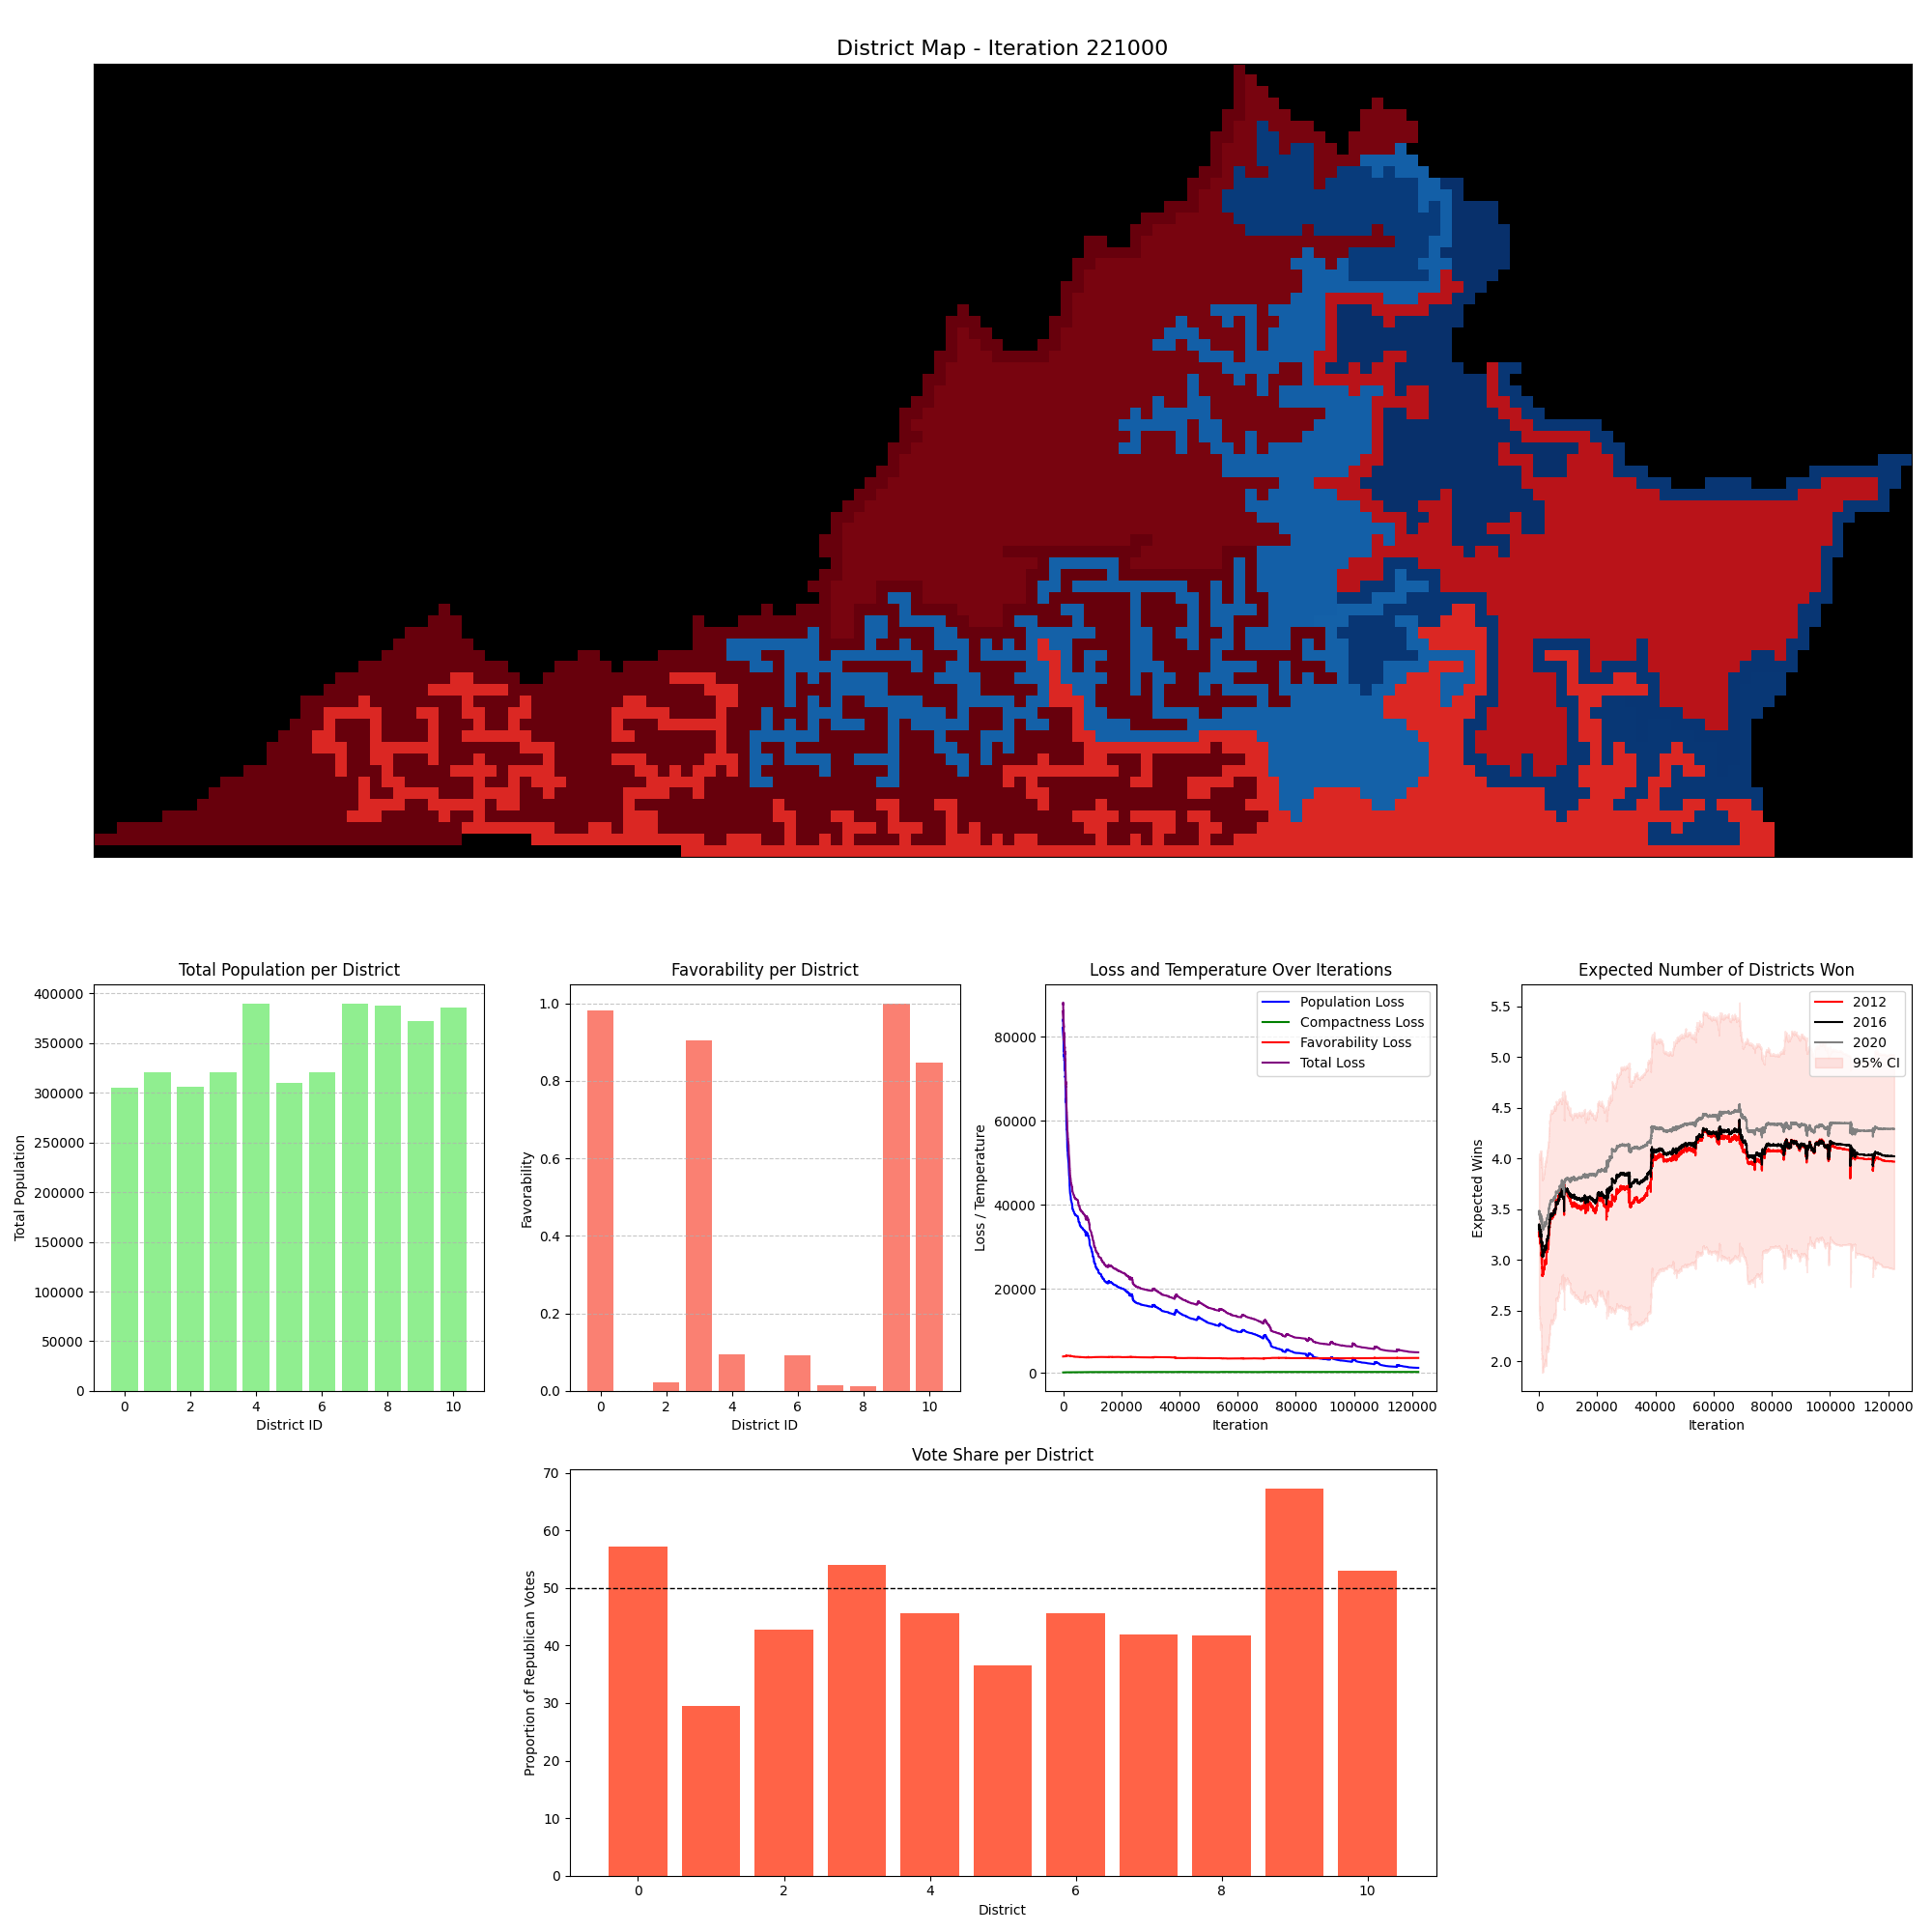 District Map - Iteration 221000
Total Population per District
400000
350000
300000
250000
200000
150000
100000
50000
0
Total Population
0 2 4 6 8 10
District ID
Favorability per District
1.0
0.8
0.6
0.4
0.2
0.0
Favorability
0 2 4 6 8 10
District ID
Loss and Temperature Over Iterations
Population Loss
Compactness Loss
Favorability Loss
Total Loss
80000
60000
40000
20000
0
Loss / Temperature
0 20000 40000 60000 80000 100000 120000
Iteration
Expected Number of Districts Won
2012
2016
2020
95% CI
5.5
5.0
4.5
4.0
3.5
3.0
2.5
2.0
Expected Wins
0 20000 40000 60000 80000 100000 120000
Iteration
Vote Share per District
70
60
50
40
30
20
10
0
Proportion of Republican Votes
0 2 4 6 8 10
District